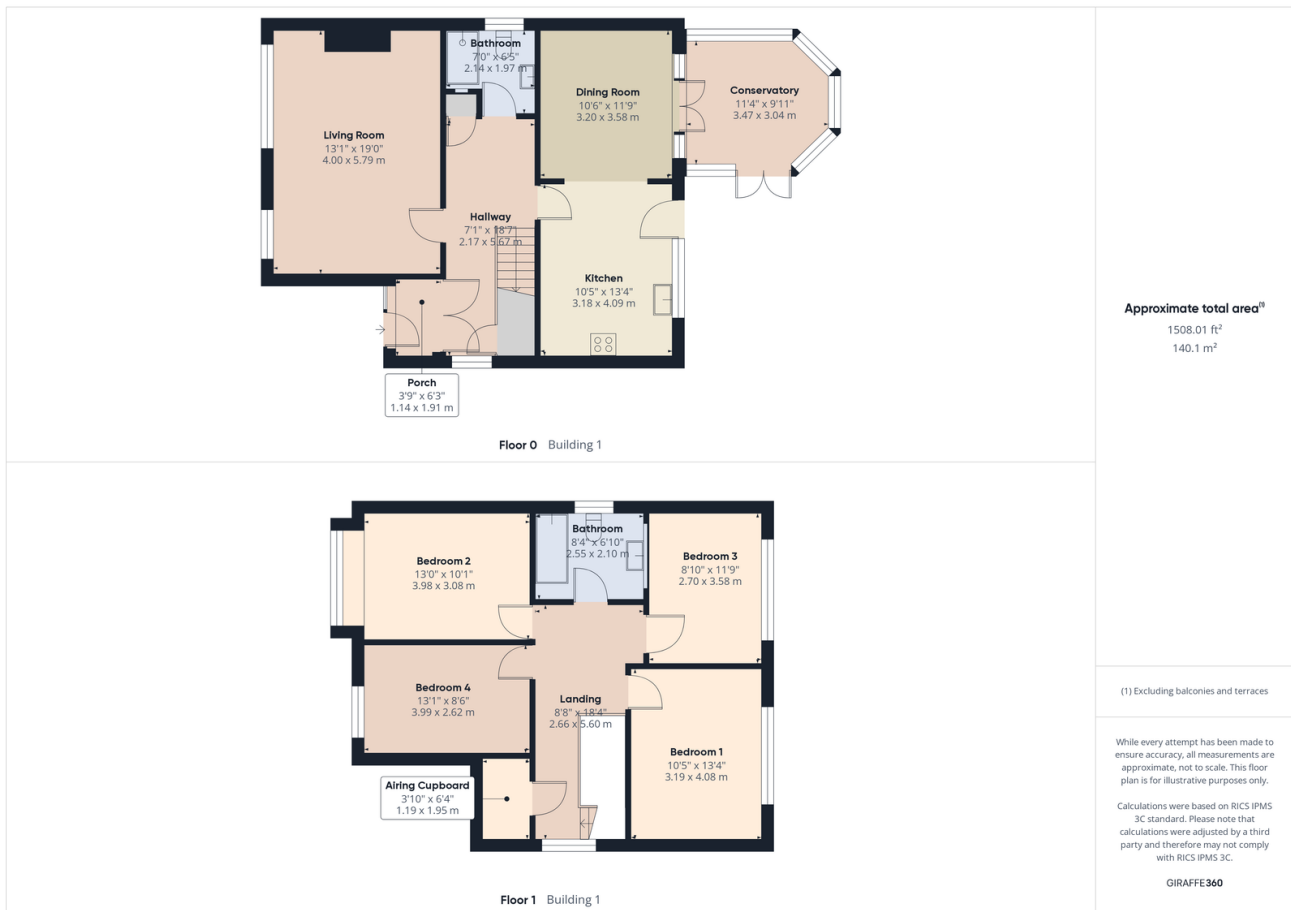 Bathroom
7'0" x 6'5"
2.14 x 1.97 m
Living Room
13'1" x 19'0"
4.00 x 5.79 m
Dining Room
10'6" x 11'9"
3.20 x 3.58 m
Conservatory
11'4" x 9'11"
3.47 x 3.04 m
Hallway
7'1" x 18'7"
2.17 x 5.67 m
Kitchen
10'5" x 13'4"
3.18 x 4.09 m
Porch
3'9" x 6'3"
1.14 x 1.91 m
Floor 0 Building 1
Bathroom
8'4" x 6'10"
2.55 x 2.10 m
Bedroom 2
13'0" x 10'1"
3.98 x 3.08 m
Bedroom 3
8'10" x 11'9"
2.70 x 3.58 m
Bedroom 4
13'1" x 8'6"
3.99 x 2.62 m
Landing
8'8" x 18'4"
2.66 x 5.60 m
Bedroom 1
10'5" x 13'4"
3.19 x 4.08 m
Airing Cupboard
3'10" x 6'4"
1.19 x 1.95 m
Floor 1 Building 1
Approximate total area(1)
1508.01 ft²
140.1 m²
(1) Excluding balconies and terraces
While every attempt has been made to
ensure accuracy, all measurements are
approximate, not to scale. This floor
plan is for illustrative purposes only.
Calculations were based on RICS IPMS
3C standard. Please note that
calculations were adjusted by a third
party and therefore may not comply
with RICS IPMS 3C.
GIRAFFE360